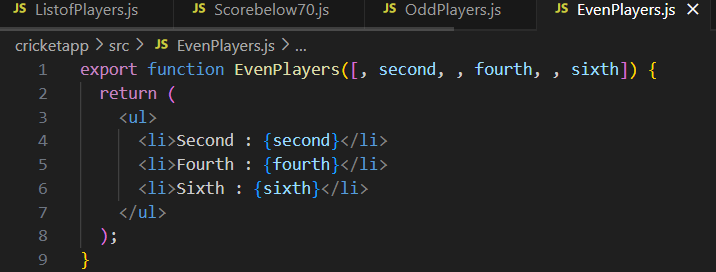 JS ListofPlayers.js JS Scorebelow70.js JS OddPlayers.js JS EvenPlayers.js ×
cricketapp > src > JS EvenPlayers.js > ...
1 export function EvenPlayers([, second, , fourth, , sixth]) {
2 return (
3 <ul>
4 <li>Second : {second}</li>
5 <li>Fourth : {fourth}</li>
6 <li>Sixth : {sixth}</li>
7 </ul>
8 );
9 }